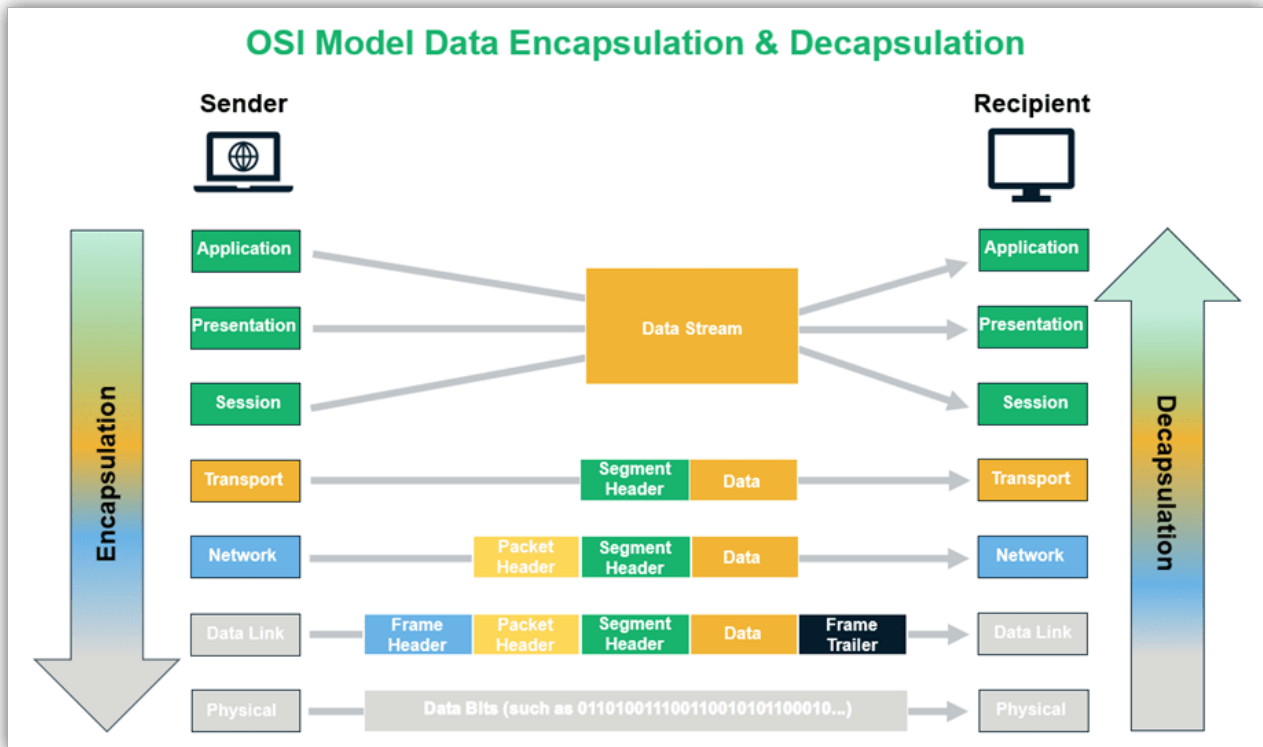 OSI Model Data Encapsulation & Decapsulation
Sender
Recipient
Encapsulation
Decapsulation
Application
Application
Presentation
Data Stream
Presentation
Session
Session
Transport
Segment
Header
Data
Transport
Network
Packet
Header
Segment
Header
Data
Network
Data Link
Frame
Header
Packet
Header
Segment
Header
Data
Frame
Trailer
Data Link
Physical
Data Bits (such as 011010011100110010101100010...)
Physical